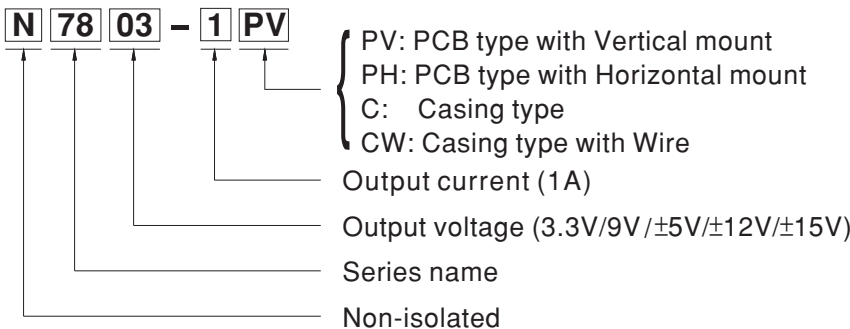 N 78 03 – 1 PV
PV: PCB type with Vertical mount
PH: PCB type with Horizontal mount
C: Casing type
CW: Casing type with Wire
Output current (1A)
Output voltage (3.3V/9V/±5V/±12V/±15V)
Series name
Non-isolated